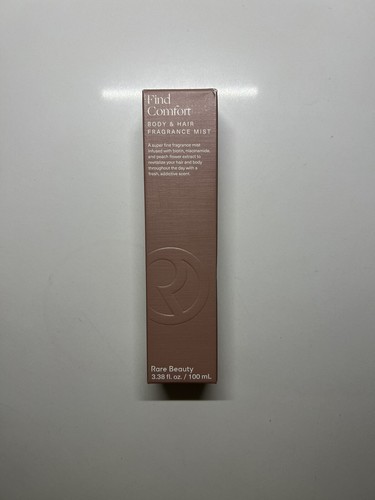 Find
Comfort
BODY & HAIR
FRAGRANCE MIST
A super fine fragrance mist
infused with biotin, niacinamide,
and peach flower extract to
revitalize your hair and body
throughout the day with a
fresh, addictive scent.
R
Rare Beauty
3.38 fl. oz. / 100 mL